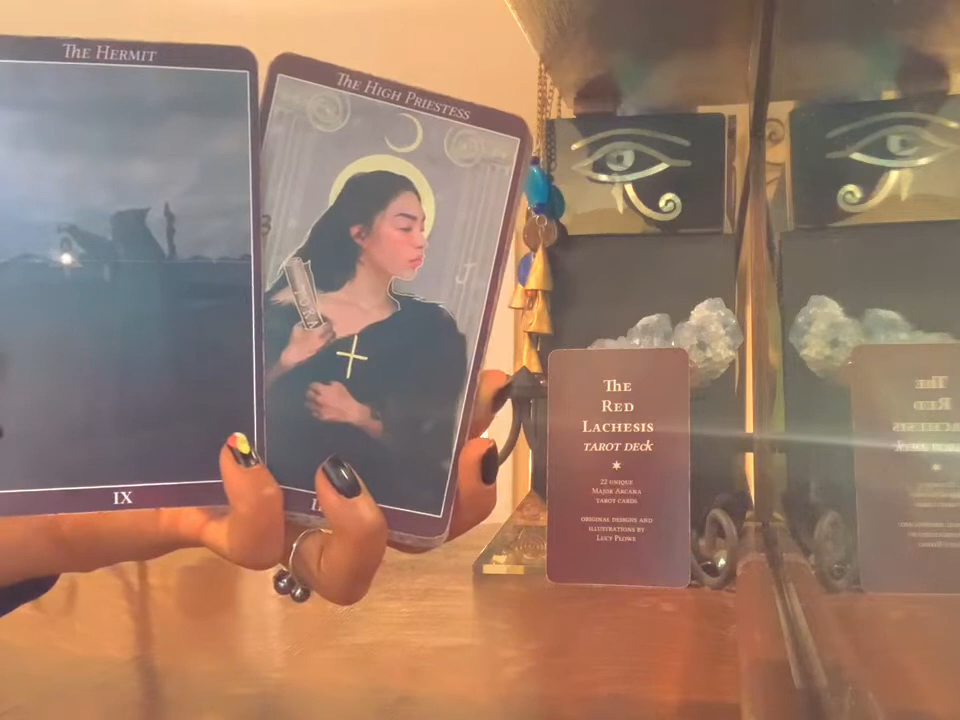 The Hermit
IX
The High Priestess
J
TORA
The
Red
Lachesis
tarot deck
22 unique
Major Arcana
tarot cards
original designs and
illustrations by
Lucy Plowe